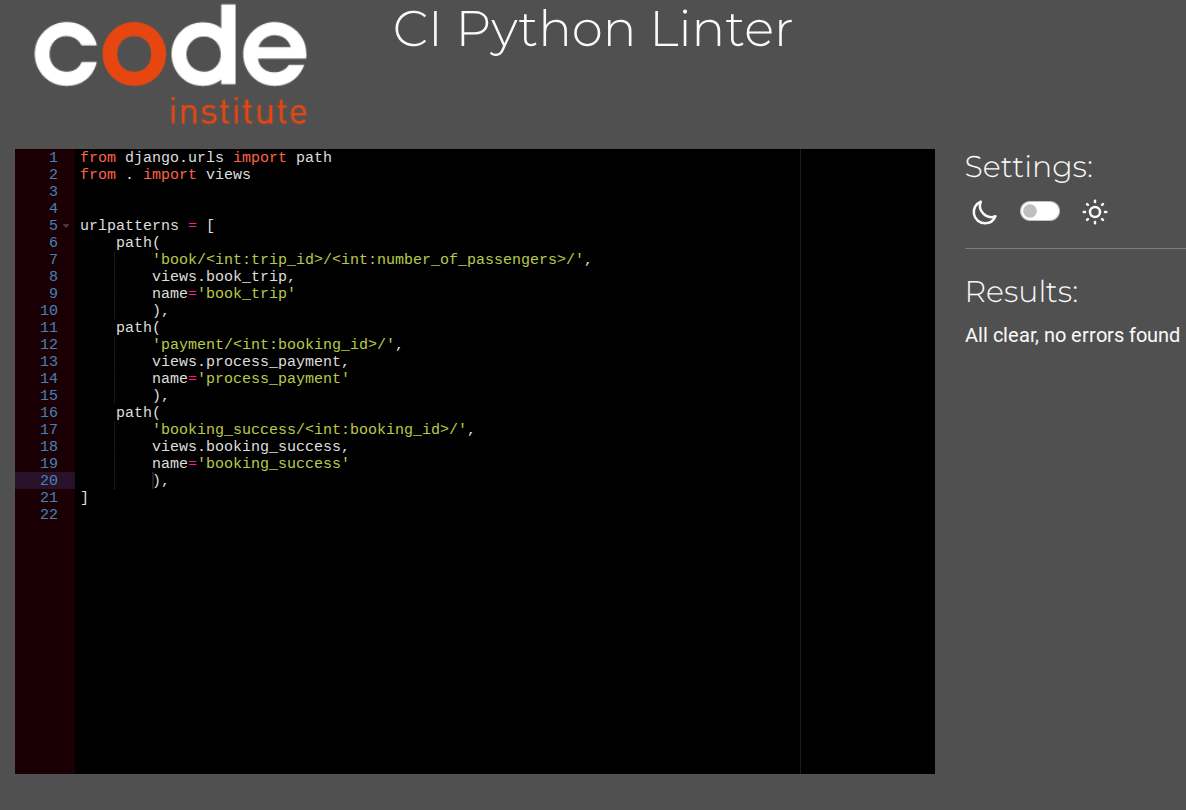 code
institute
CI Python Linter
1 from django.urls import path
2 from . import views
3
4
5 urlpatterns = [
6     path(
7         'book/<int:trip_id>/<int:number_of_passengers>/',
8         views.book_trip,
9         name='book_trip'
10         ),
11     path(
12         'payment/<int:booking_id>/',
13         views.process_payment,
14         name='process_payment'
15         ),
16     path(
17         'booking_success/<int:booking_id>/',
18         views.booking_success,
19         name='booking_success'
20         ),
21 ]
22
Settings:
Results:
All clear, no errors found